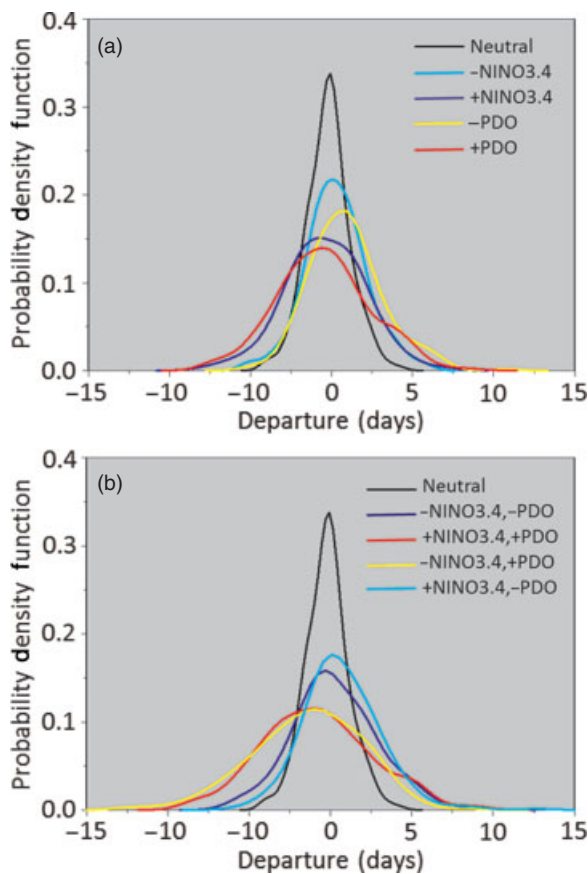 (a)
Neutral
−NINO3.4
+NINO3.4
−PDO
+PDO
Probability density function
0.4
0.3
0.2
0.1
0.0
−15 −10 −5 0 5 10 15
Departure (days)
(b)
Neutral
−NINO3.4,−PDO
+NINO3.4,+PDO
−NINO3.4,+PDO
+NINO3.4,−PDO
Probability density function
0.4
0.3
0.2
0.1
0.0
−15 −10 −5 0 5 10 15
Departure (days)